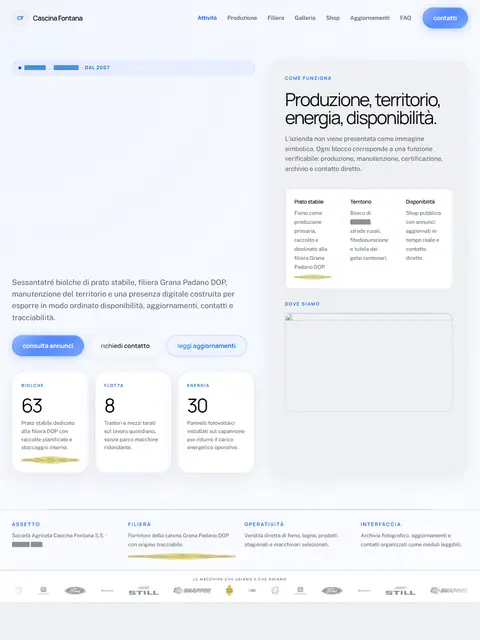 CF Cascina Fontana
Attività Produzione Filiera Galleria Shop Aggiornamenti FAQ contatti
· DAL 2007
Sessantatré biolche di prato stabile, filiera Grana Padano DOP,
manutenzione del territorio e una presenza digitale costruita per
esporre in modo ordinato disponibilità, aggiornamenti, contatti e
tracciabilità.
consulta annunci richiedi contatto leggi aggiornamenti
BIOLCHE
63
Prato stabile dedicato
alla filiera DOP con
raccolte pianificate e
stoccaggio interno.
FLOTTA
8
Trattori e mezzi tarati
sul lavoro quotidiano,
senza parco macchine
ridondante.
ENERGIA
30
Pannelli fotovoltaici
installati sul capannone
per ridurre il carico
energetico operativo.
COME FUNZIONA
Produzione, territorio,
energia, disponibilità.
L'azienda non viene presentata come immagine
simbolica. Ogni blocco corrisponde a una funzione
verificabile: produzione, manutenzione, certificazione,
archivio e contatto diretto.
Prato stabile
Fieno come
produzione
primaria,
raccolto e
destinato alla
filiera Grana
Padano DOP.
Territorio
Bosco di
strade rurali,
fitodepurazione
e tutela dei
gelsi centenari.
Disponibilità
Shop pubblico
con annunci
aggiornati in
tempo reale e
contatto
diretto.
DOVE SIAMO
ASSETTO
Società Agricola Cascina Fontana S.S. ·
FILIERA
Fornitore della catena Grana Padano DOP
con origine tracciabile.
OPERATIVITÀ
Vendita diretta di fieno, legno, prodotti
stagionali e macchinari selezionati.
INTERFACCIA
Archivio fotografico, aggiornamenti e
contatti organizzati come moduli leggibili.
LE MACCHINE CHE USIAMO E CHE AMIAMO
Ford STILL Ford STILL